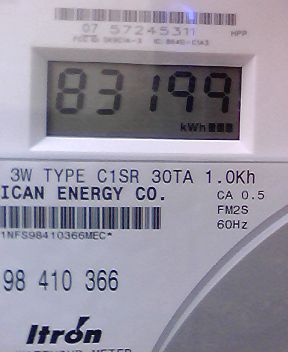 07 57245311 HPP
83199
kWh
3W TYPE C1SR 30TA 1.0Kh
ICAN ENERGY CO. CA 0.5
FM2S
60Hz
1NFS98410366MEC*
98 410 366
Itron